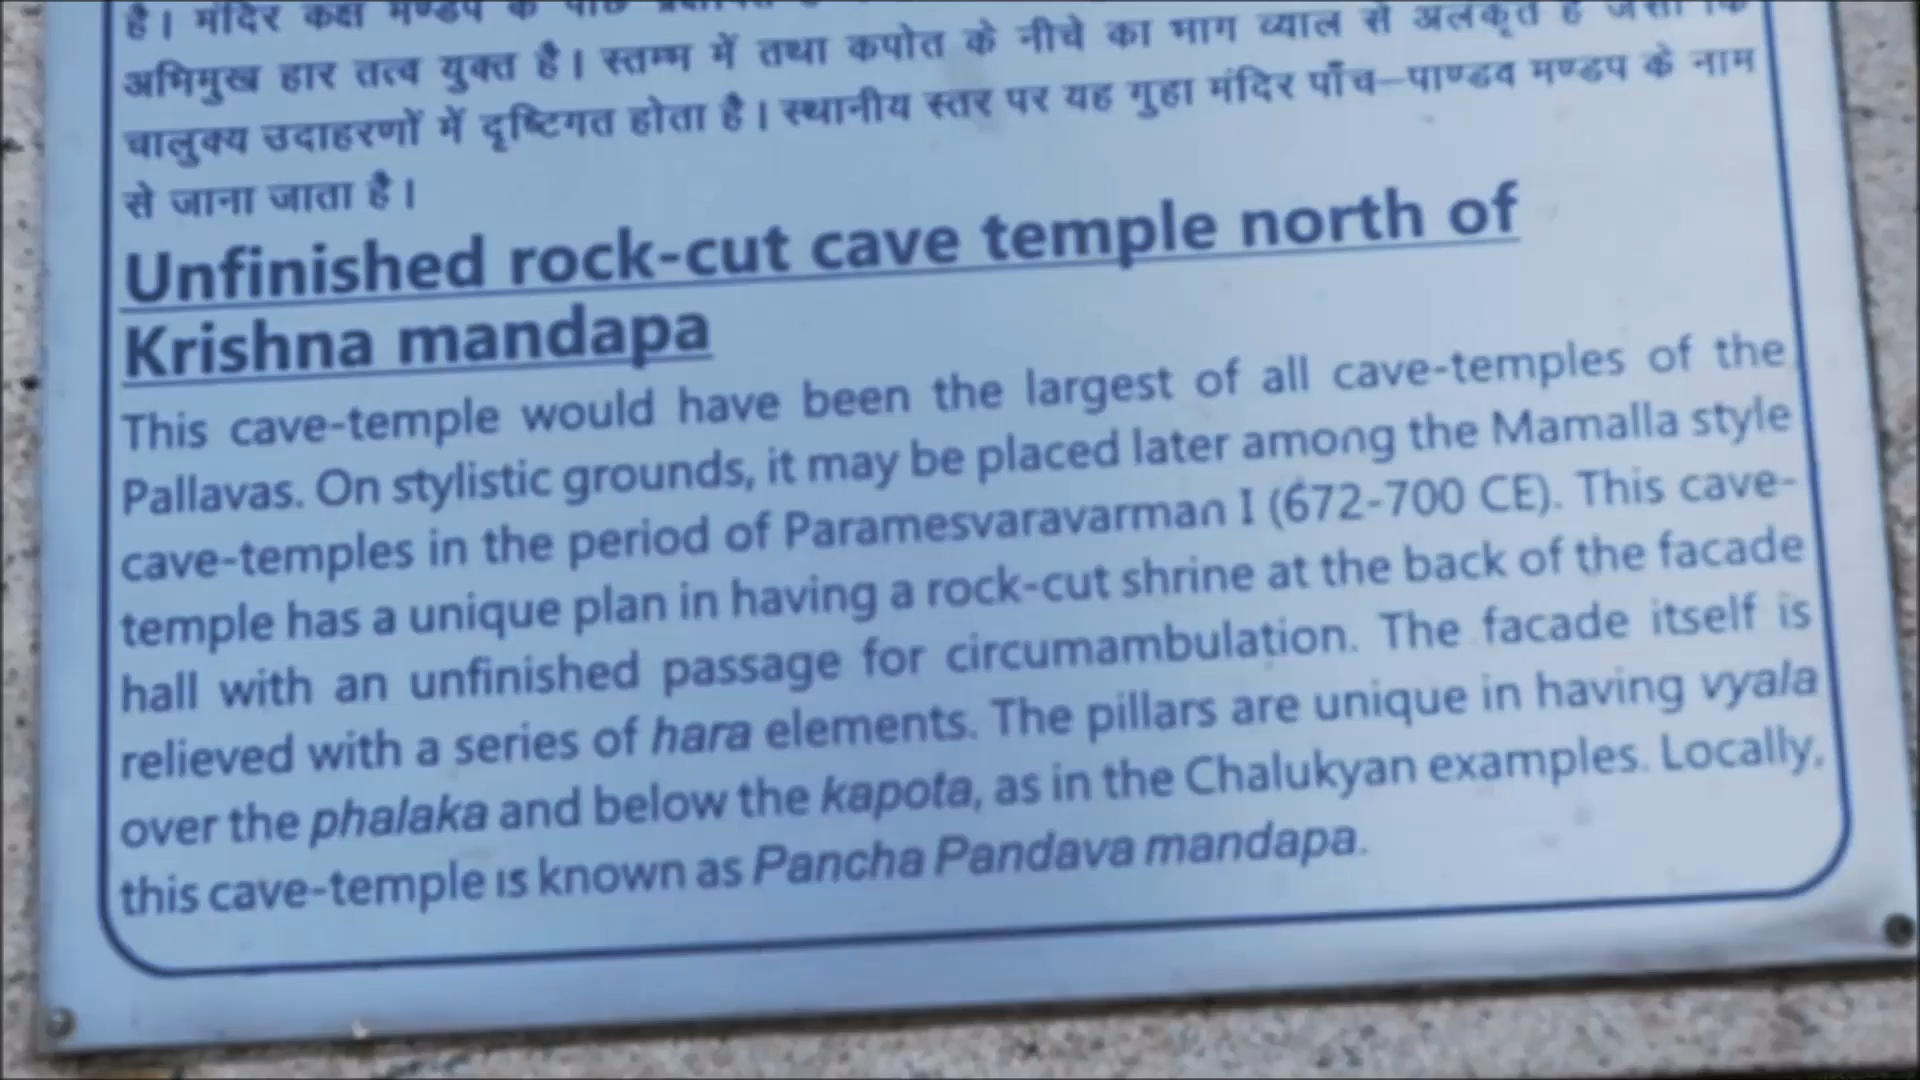 है। मंदिर कक्ष मण्डप के पीछे
अभिमुख हार तत्व युक्त है। स्तम्भ में तथा कपोत के नीचे का भाग व्याल से अलंकृत है जैसा कि
चालुक्य उदाहरणों में दृष्टिगत होता है। स्थानीय स्तर पर यह गुहा मंदिर पाँच–पाण्डव मण्डप के नाम
से जाना जाता है।
Unfinished rock-cut cave temple north of
Krishna mandapa
This cave-temple would have been the largest of all cave-temples of the
Pallavas. On stylistic grounds, it may be placed later among the Mamalla style
cave-temples in the period of Paramesvaravarman I (672-700 CE). This cave-
temple has a unique plan in having a rock-cut shrine at the back of the facade
hall with an unfinished passage for circumambulation. The facade itself is
relieved with a series of hara elements. The pillars are unique in having vyala
over the phalaka and below the kapota, as in the Chalukyan examples. Locally,
this cave-temple is known as Pancha Pandava mandapa.